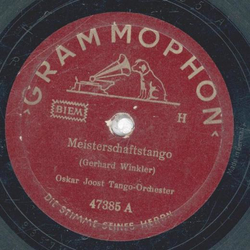 ›GRAMMOPHON‹
BIEM
H
Meisterschaftstango
(Gerhard Winkler)
Oskar Joost Tango-Orchester
47385 A
DIE STIMME SEINES HERRN